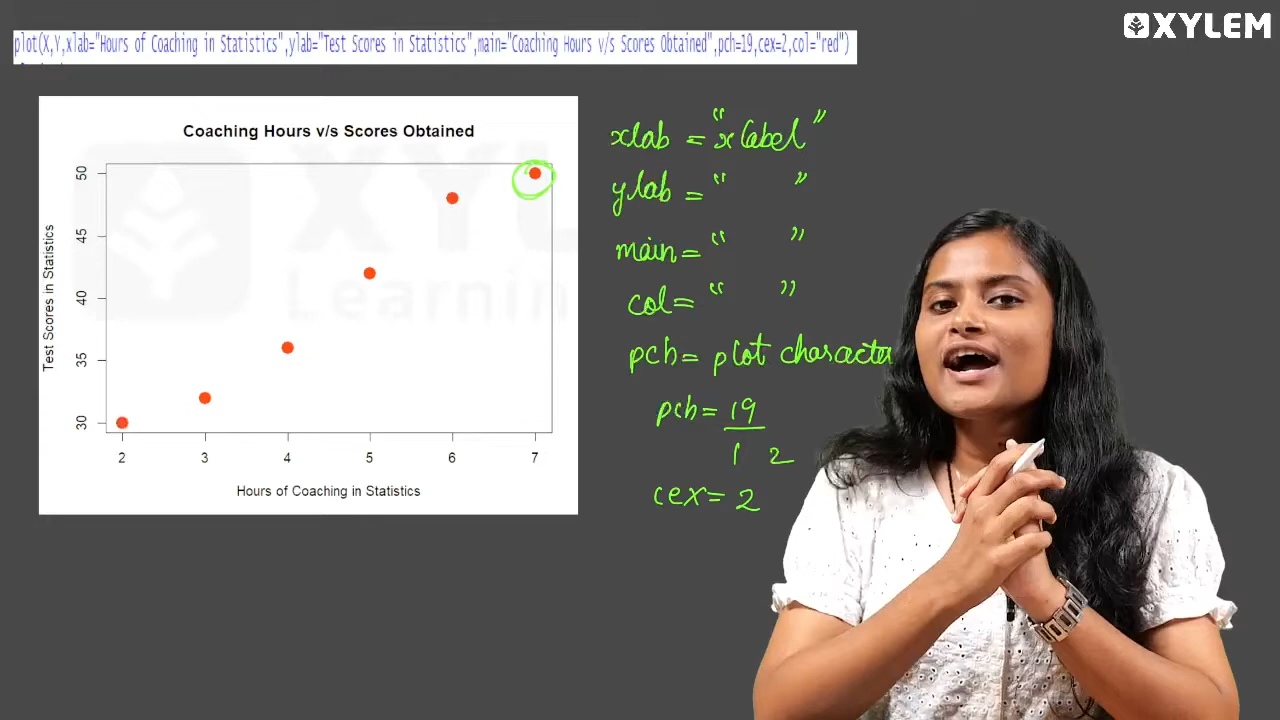 XYLEM
plot(X,Y,xlab="Hours of Coaching in Statistics",ylab="Test Scores in Statistics",main="Coaching Hours v/s Scores Obtained",pch=19,cex=2,col="red")
Coaching Hours v/s Scores Obtained
50
45
40
35
30
Test Scores in Statistics
2 3 4 5 6 7
Hours of Coaching in Statistics
XYLEM
Learning
xlab = "x label"
ylab = " "
main = " "
col = " "
pch = plot character
pch = 19
1 2
cex = 2